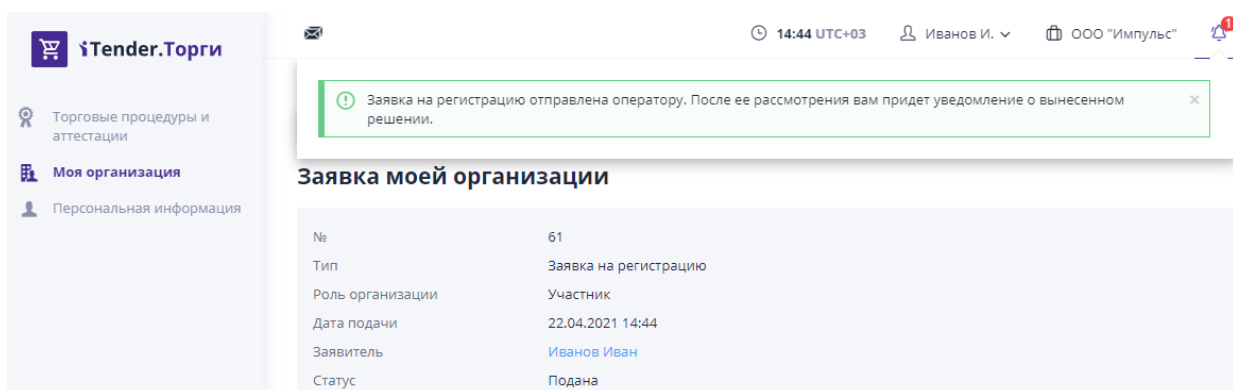 iTender.Торги
14:44 UTC+03
Иванов И.
ООО "Импульс"
1
Заявка на регистрацию отправлена оператору. После ее рассмотрения вам придет уведомление о вынесенном
решении.
Торговые процедуры и
аттестации
Моя организация
Персональная информация
Заявка моей организации
№ 61
Тип Заявка на регистрацию
Роль организации Участник
Дата подачи 22.04.2021 14:44
Заявитель Иванов Иван
Статус Подана